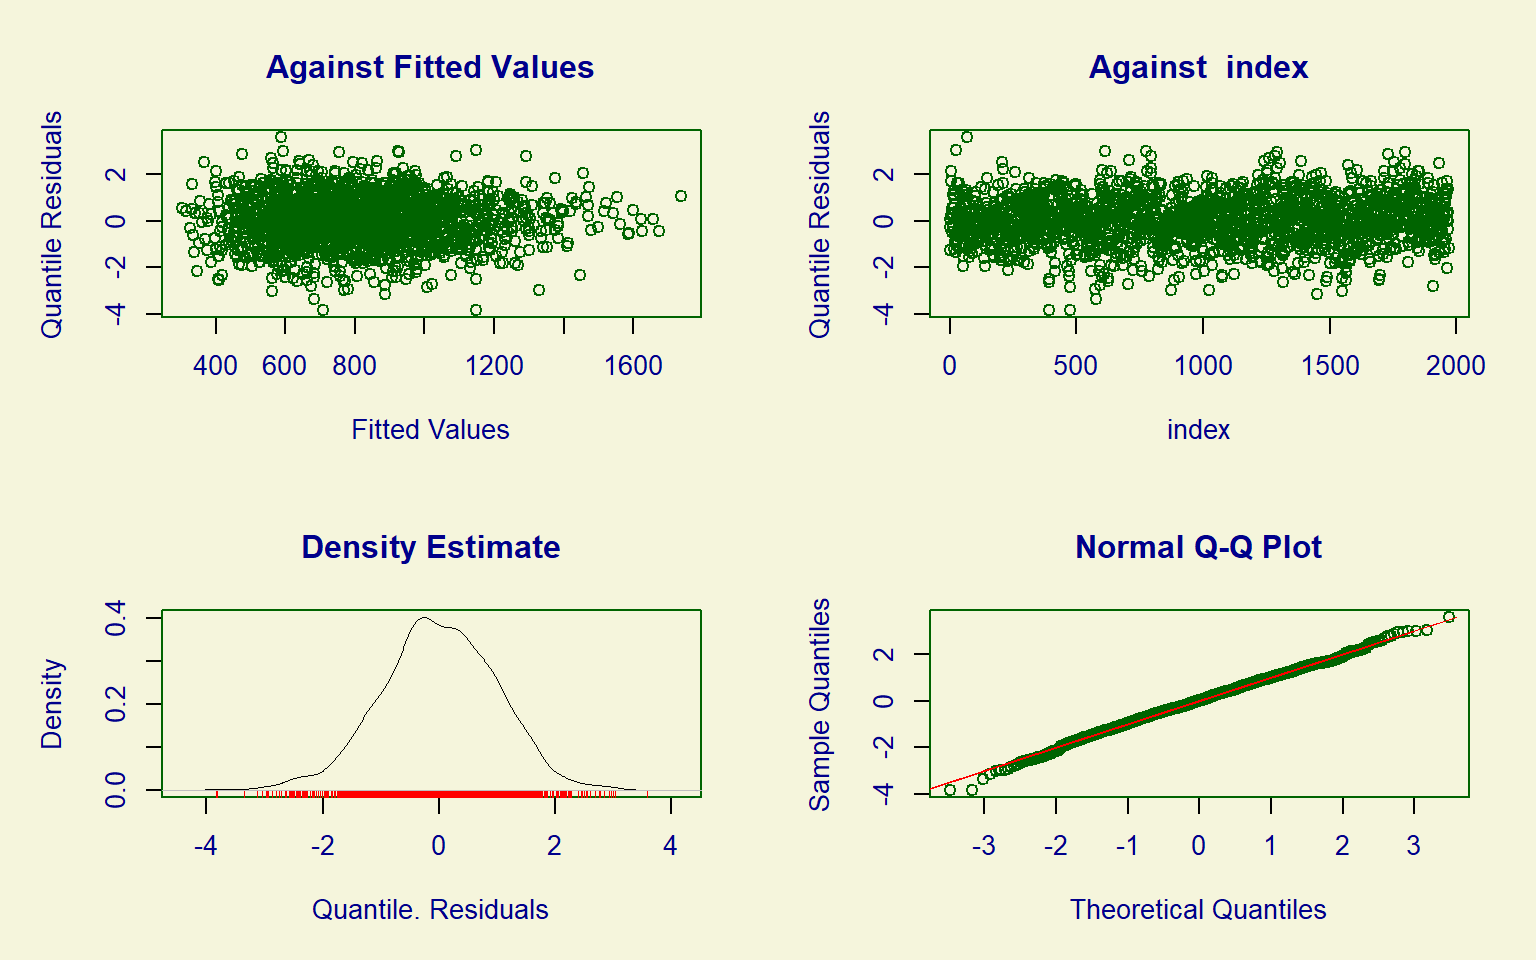 Against Fitted Values
Quantile Residuals
2
0
-2
-4
400 600 800 1200 1600
Fitted Values
Against  index
Quantile Residuals
2
0
-2
-4
0 500 1000 1500 2000
index
Density Estimate
Density
0.4
0.2
0.0
-4 -2 0 2 4
Quantile. Residuals
Normal Q-Q Plot
Sample Quantiles
2
0
-2
-4
-3 -2 -1 0 1 2 3
Theoretical Quantiles